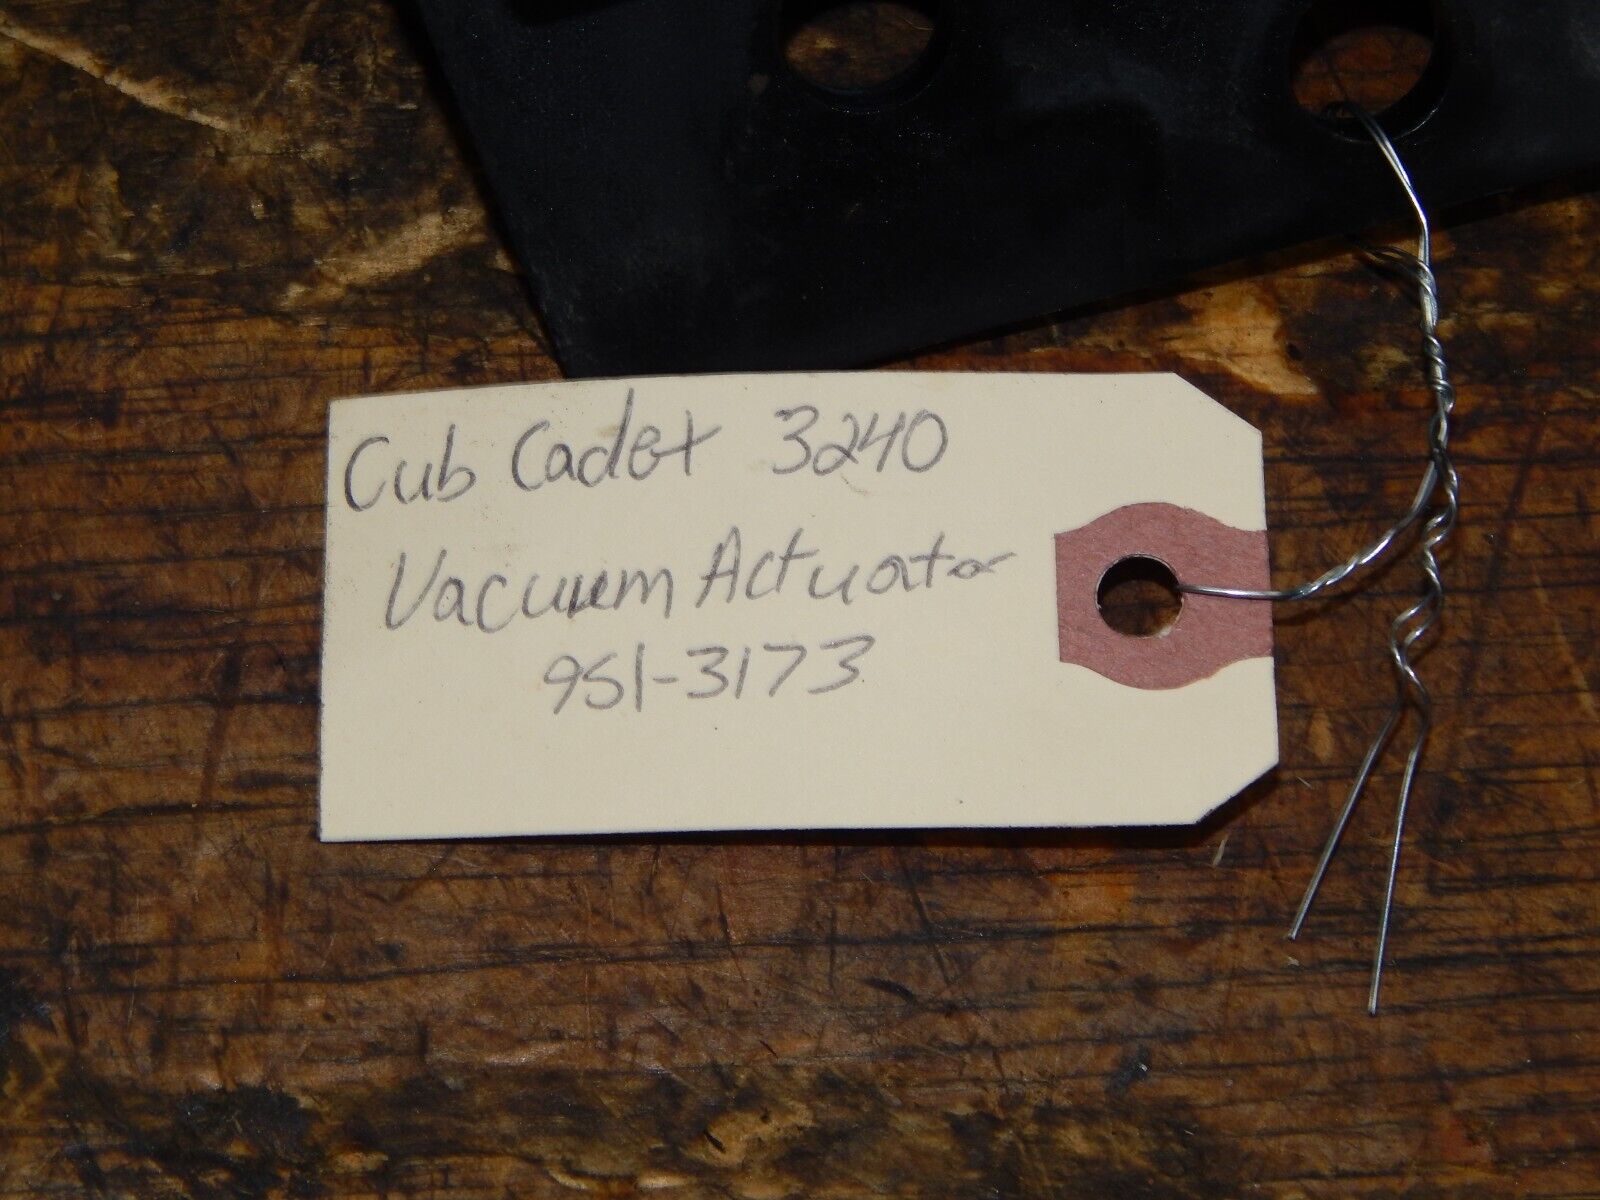 Cub Cadet 3240
Vacuum Actuator
951-3173